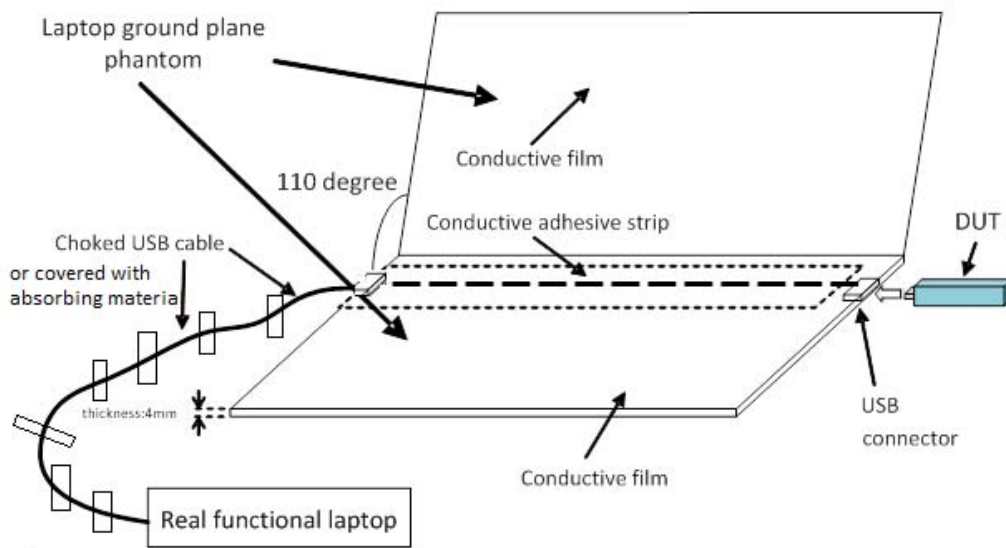 Laptop ground plane
phantom
Conductive film
110 degree
Conductive adhesive strip
DUT
Choked USB cable
or covered with
absorbing materia
thickness:4mm
USB
connector
Conductive film
Real functional laptop